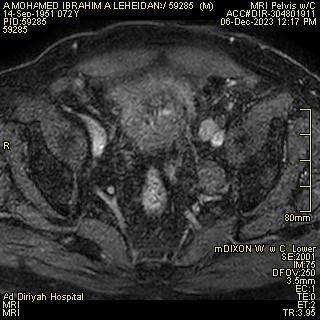 A MOHAMED IBRAHIM A LEHEIDAN:/ 59285 (M)
14-Sep-1951 072Y
PID:59285
59285
MRI Pelvis w/C
ACC#DIR-304801911
06-Dec-2023 12:17 PM
R
80mm
mDIXON W w C Lower
SE:2001
IM:75
DFOV:250
3.5mm
EC:1
TE:0
ET:2
TR:3.95
Ad Diriyah Hospital
MRI
MRI